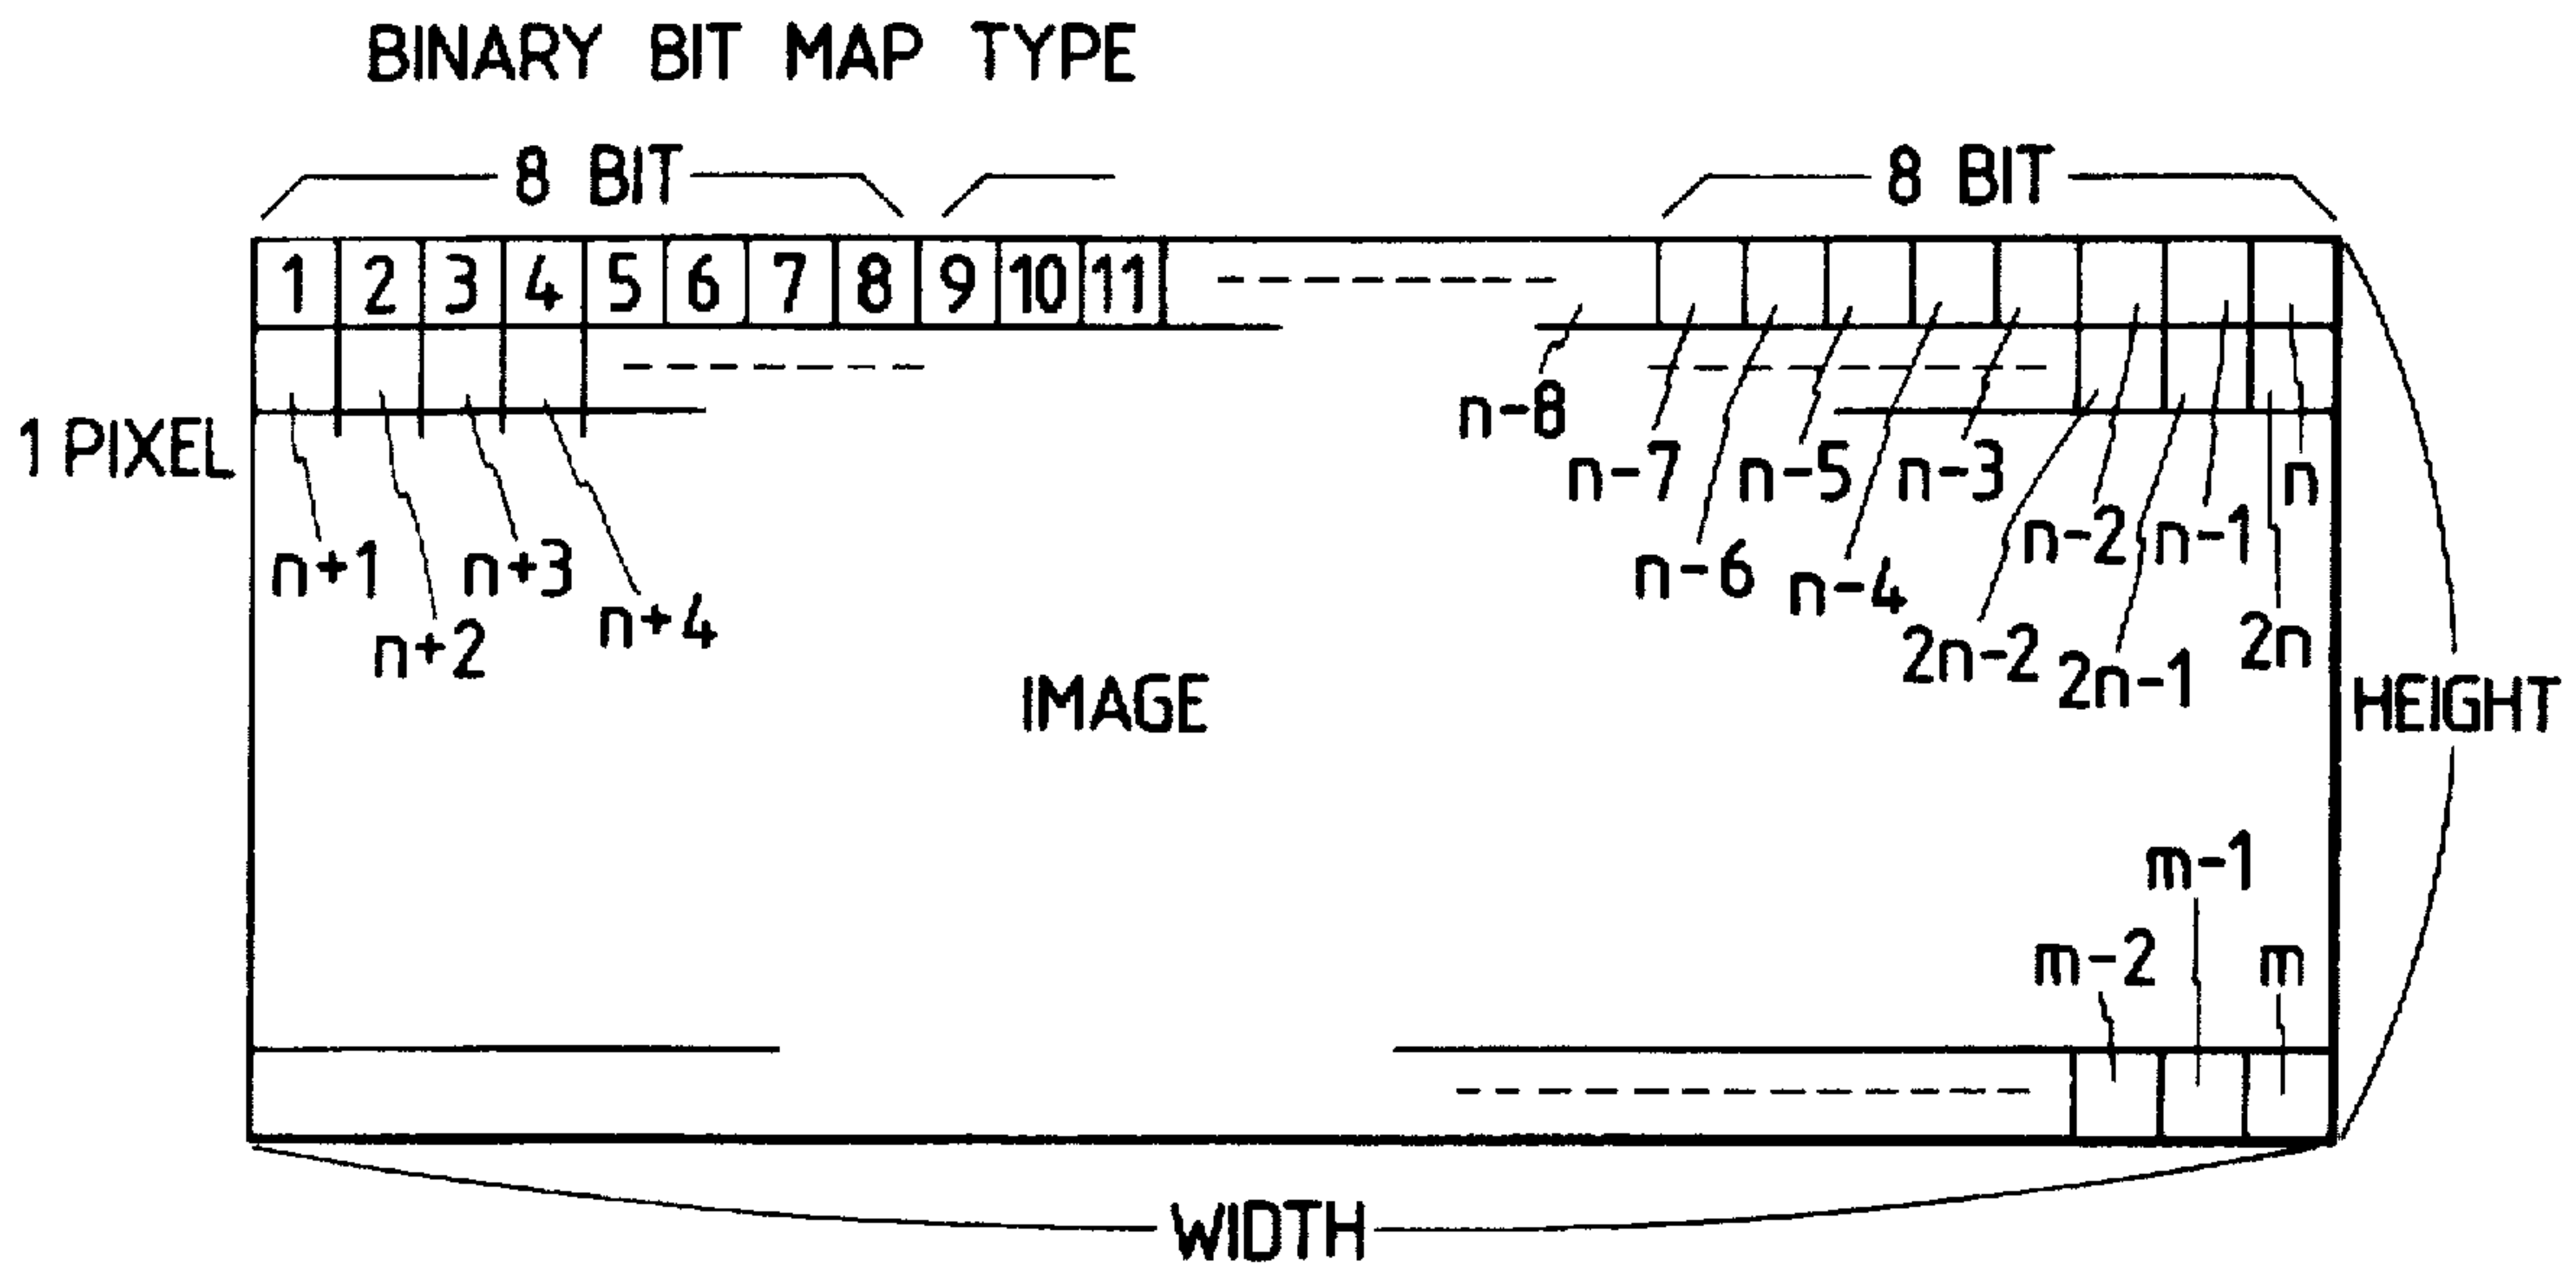 BINARY BIT MAP TYPE
8 BIT 8 BIT
1 2 3 4 5 6 7 8 9 10 11
n-8
1 PIXEL n-7 n-5 n-3 n
n+1 n+3 n-6 n-4 n-2 n-1
n+2 n+4 2n-2 2n-1 2n
IMAGE HEIGHT
m-1
m-2 m
WIDTH